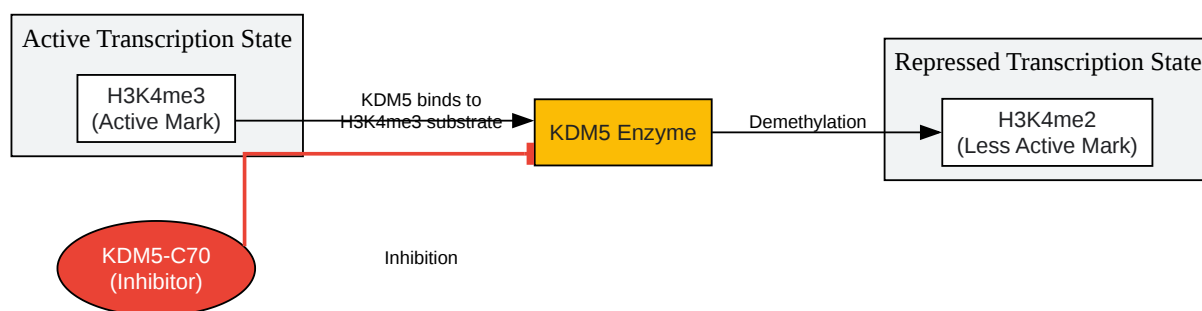 Active Transcription State
H3K4me3
(Active Mark)
KDM5 binds to
H3K4me3 substrate
KDM5 Enzyme
Demethylation
Repressed Transcription State
H3K4me2
(Less Active Mark)
KDM5-C70
(Inhibitor)
Inhibition